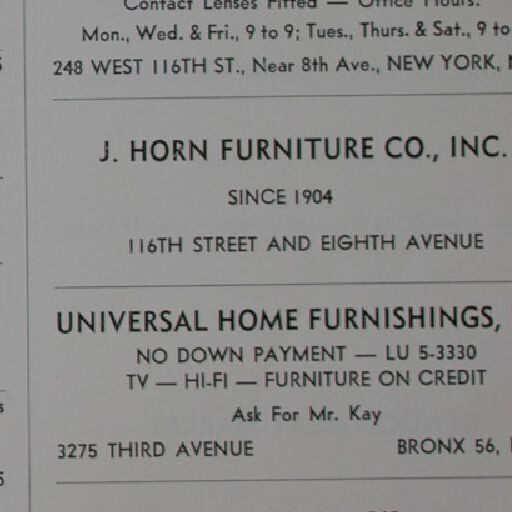 Contact Lenses Fitted — Office Hours:
Mon., Wed. & Fri., 9 to 9; Tues., Thurs. & Sat., 9 to
248 WEST 116TH ST., Near 8th Ave., NEW YORK,
J. HORN FURNITURE CO., INC.
SINCE 1904
116TH STREET AND EIGHTH AVENUE
UNIVERSAL HOME FURNISHINGS,
NO DOWN PAYMENT — LU 5-3330
TV — HI-FI — FURNITURE ON CREDIT
Ask For Mr. Kay
3275 THIRD AVENUE BRONX 56,